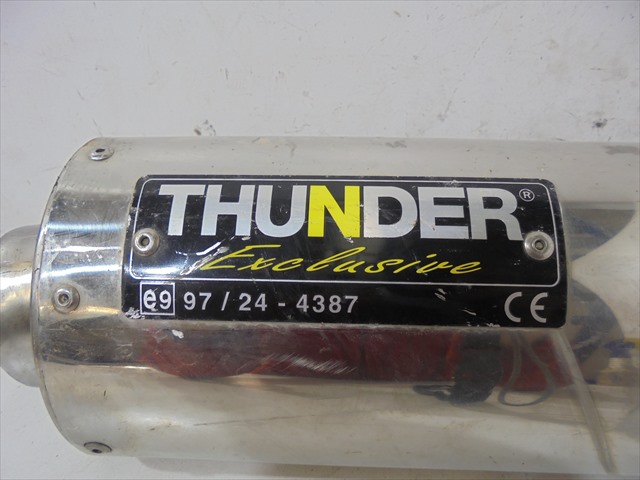 THUNDER®
Exclusive
e9 97 / 24 - 4387 CE